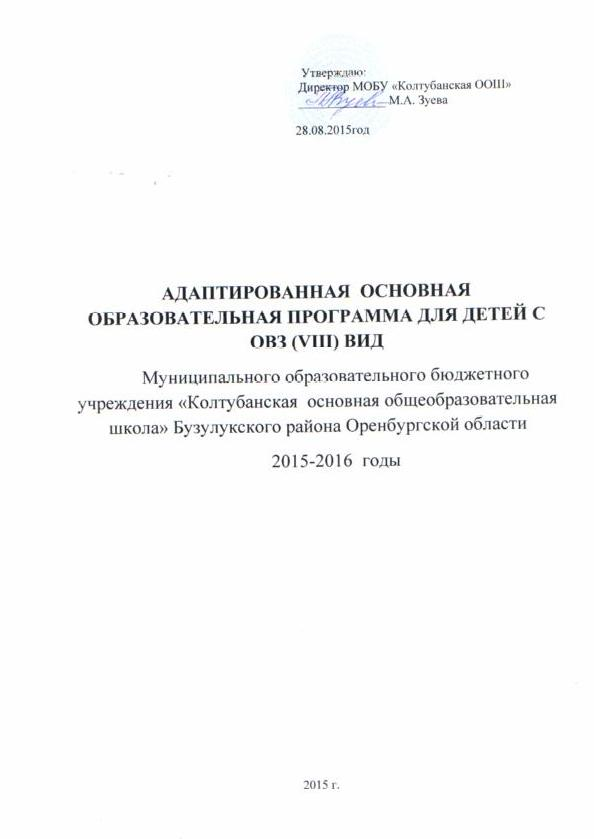 Утверждаю:
Директор МОБУ «Колтубанская ООШ»
М.А. Зуева
28.08.2015год
АДАПТИРОВАННАЯ ОСНОВНАЯ
ОБРАЗОВАТЕЛЬНАЯ ПРОГРАММА ДЛЯ ДЕТЕЙ С
ОВЗ (VIII) ВИД
Муниципального образовательного бюджетного
учреждения «Колтубанская основная общеобразовательная
школа» Бузулукского района Оренбургской области
2015-2016 годы
2015 г.